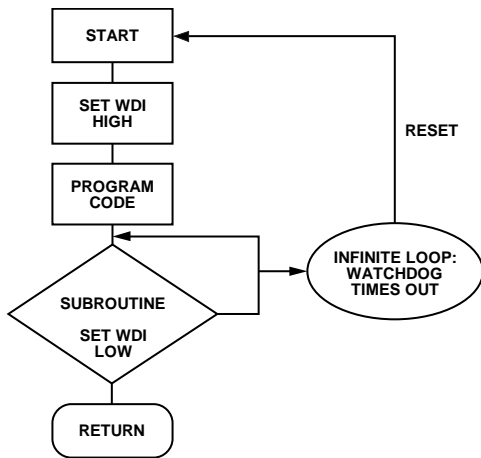 START
SET WDI
HIGH
PROGRAM
CODE
SUBROUTINE
SET WDI
LOW
RETURN
RESET
INFINITE LOOP:
WATCHDOG
TIMES OUT